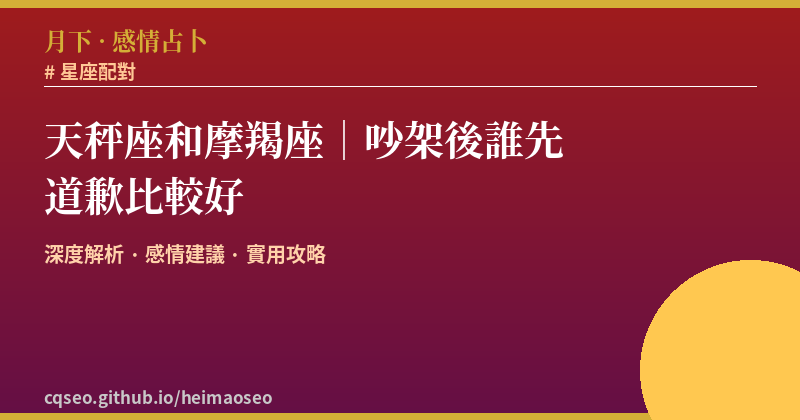 月下 · 感情占卜
# 星座配對
天秤座和摩羯座｜吵架後誰先
道歉比較好
深度解析 · 感情建議 · 實用攻略
cqseo.github.io/heimaoseo